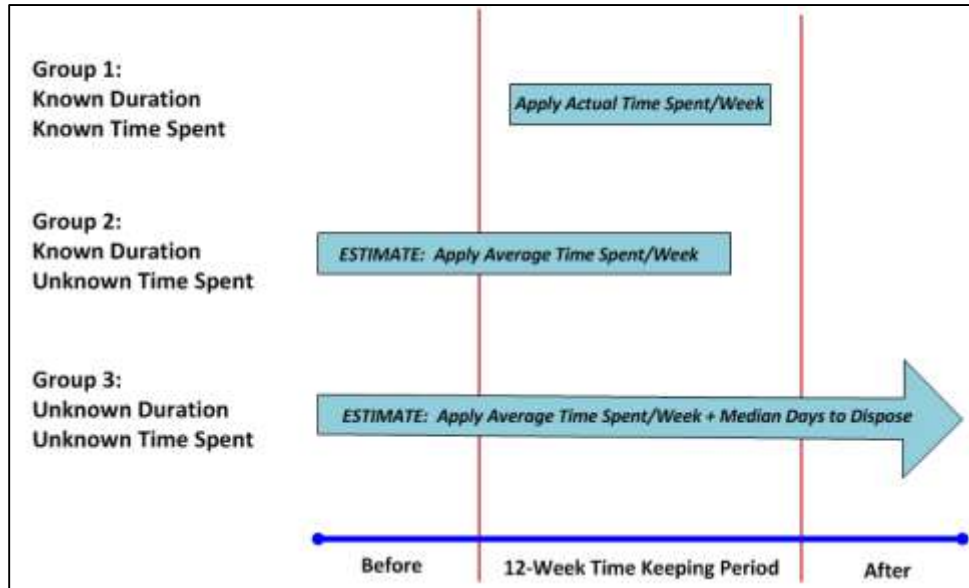 Group 1:
Known Duration
Known Time Spent
Apply Actual Time Spent/Week
Group 2:
Known Duration
Unknown Time Spent
ESTIMATE: Apply Average Time Spent/Week
Group 3:
Unknown Duration
Unknown Time Spent
ESTIMATE: Apply Average Time Spent/Week + Median Days to Dispose
Before
12-Week Time Keeping Period
After